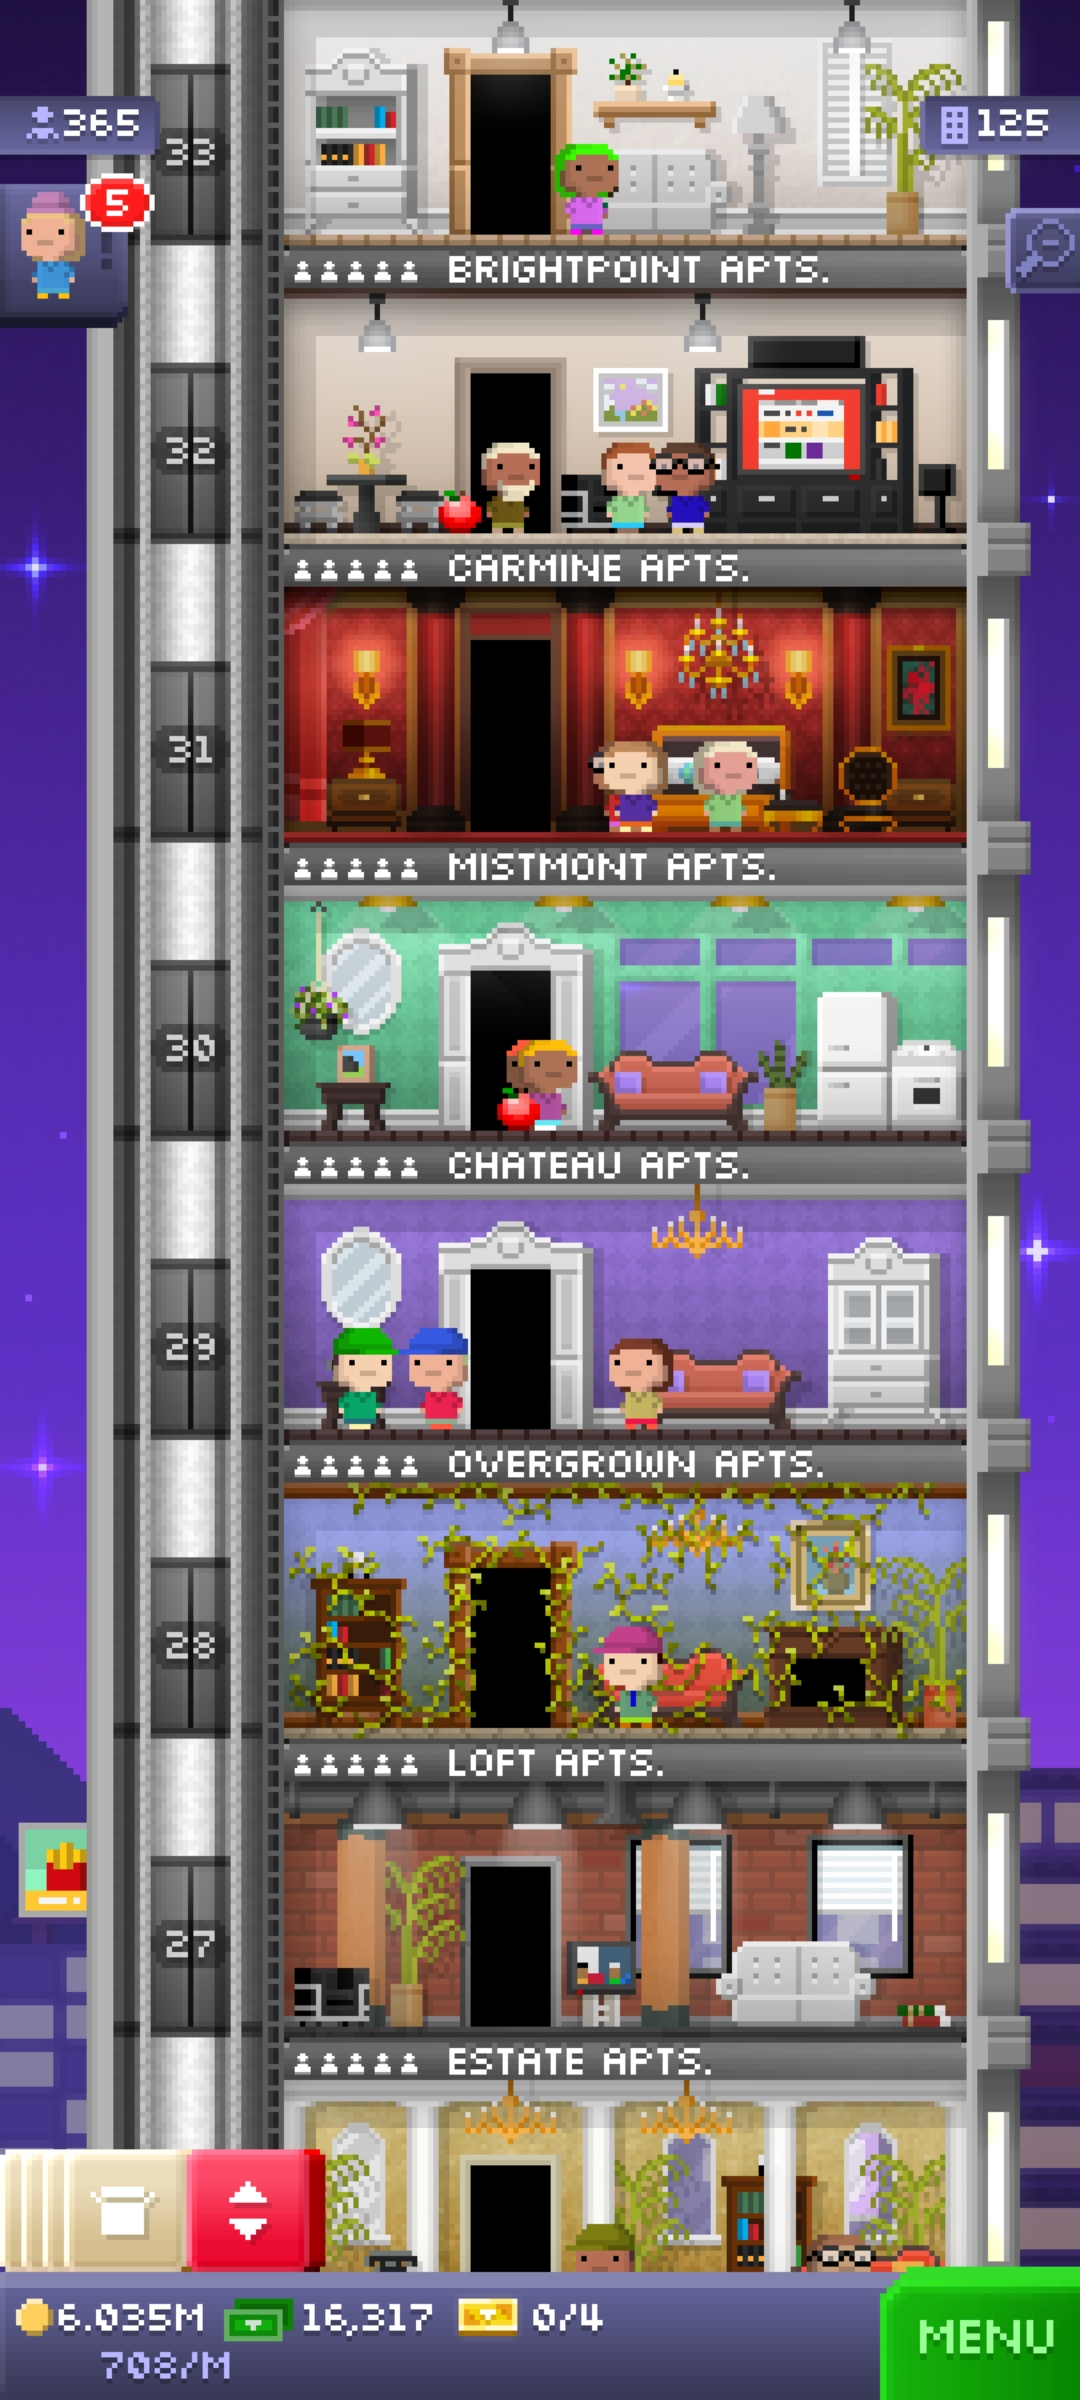 365
125
33
5
BRIGHTPOINT APTS.
32
CARMINE APTS.
31
MISTMONT APTS.
30
CHATEAU APTS.
29
OVERGROWN APTS.
28
LOFT APTS.
27
ESTATE APTS.
6.035M 16,317 0/4
708/M
MENU